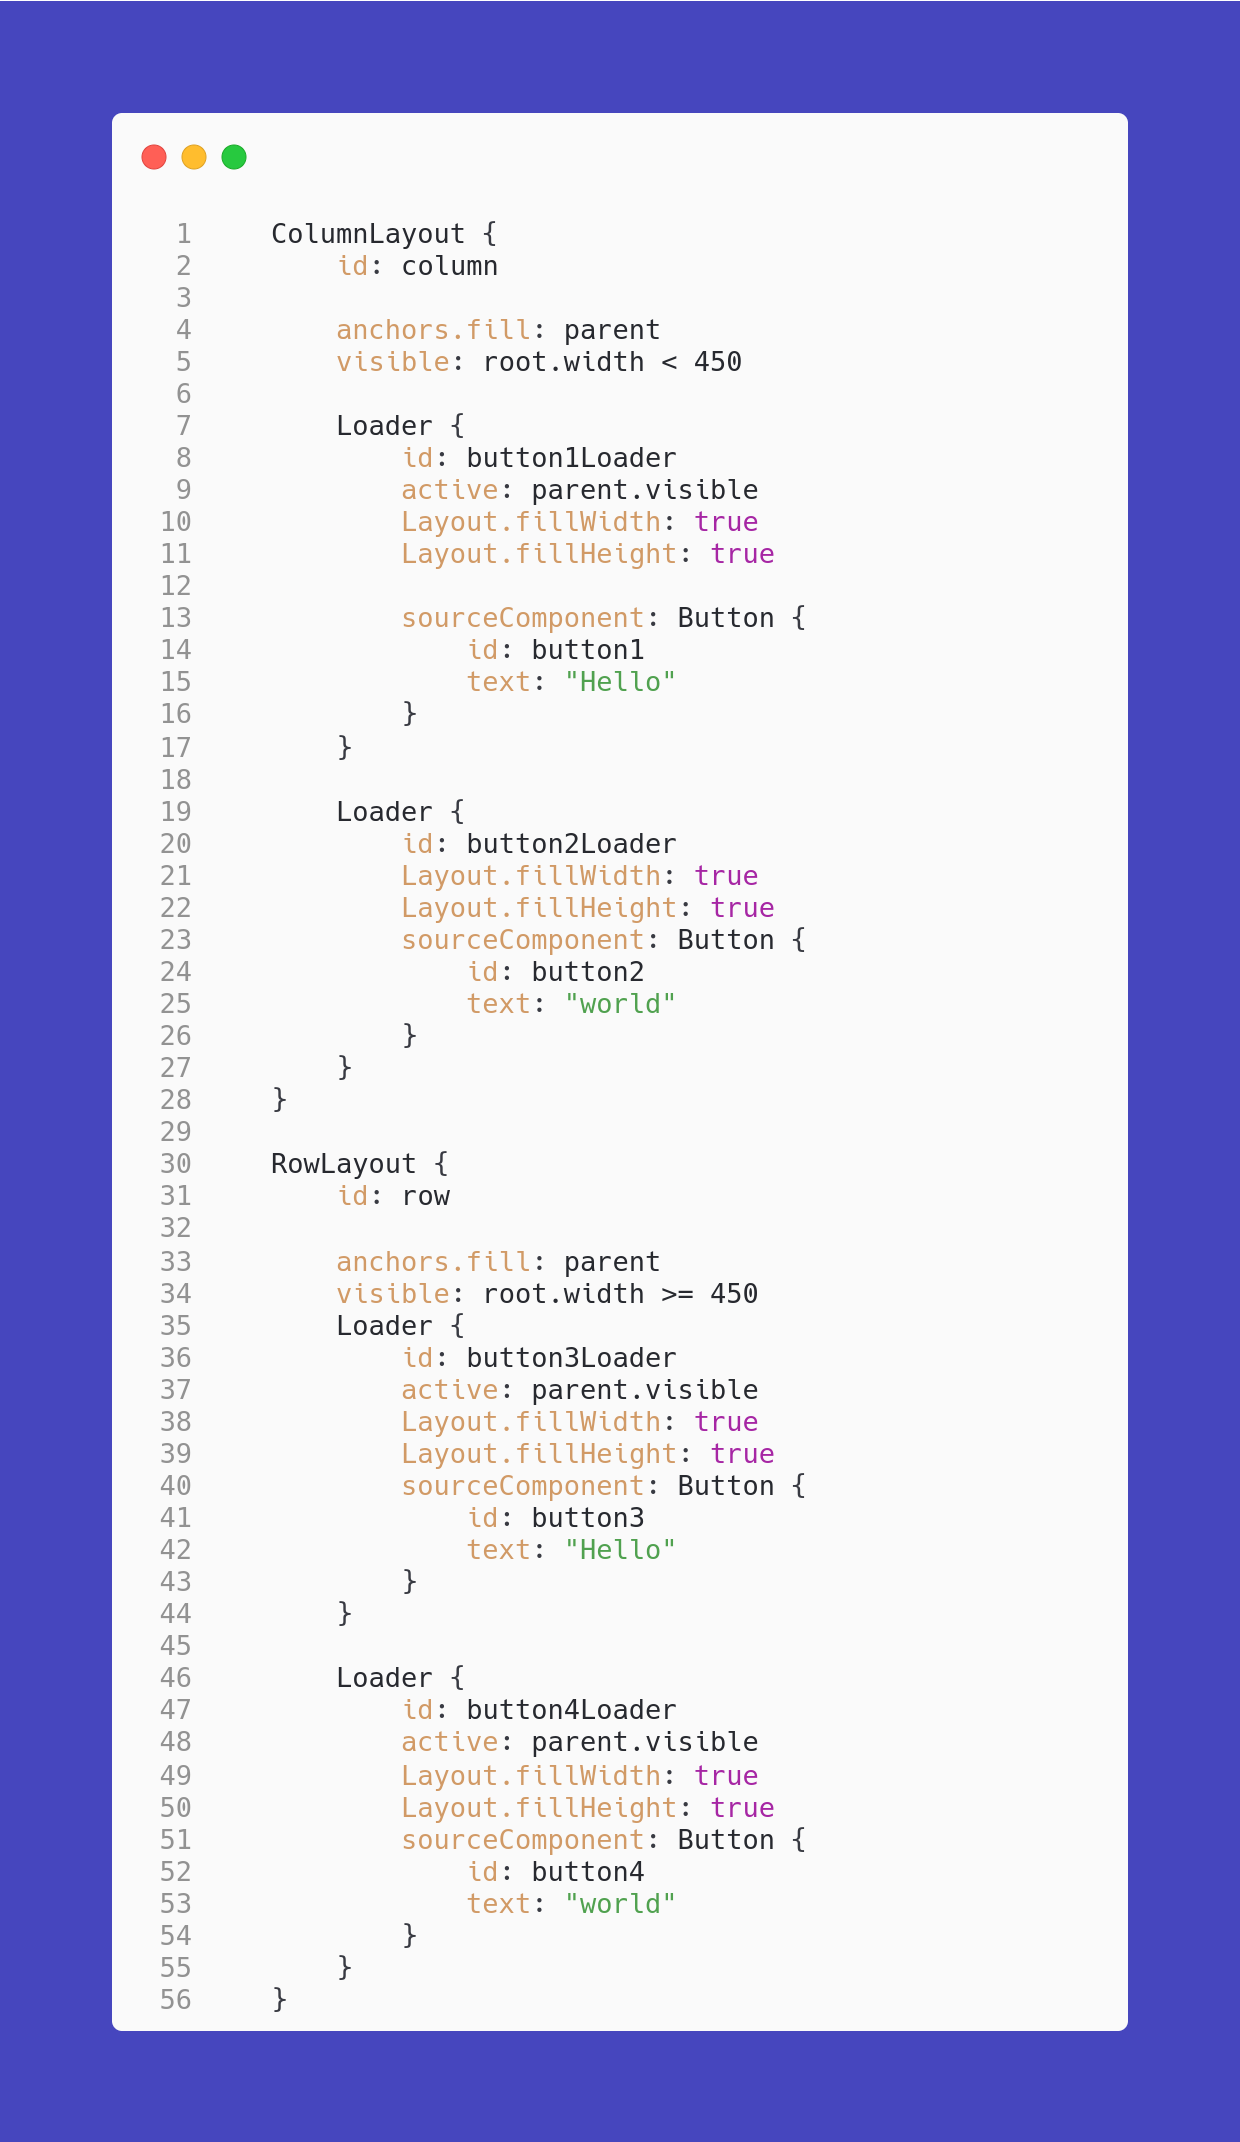 1 ColumnLayout {
2 id: column
3
4 anchors.fill: parent
5 visible: root.width < 450
6
7 Loader {
8 id: button1Loader
9 active: parent.visible
10 Layout.fillWidth: true
11 Layout.fillHeight: true
12
13 sourceComponent: Button {
14 id: button1
15 text: "Hello"
16 }
17 }
18
19 Loader {
20 id: button2Loader
21 Layout.fillWidth: true
22 Layout.fillHeight: true
23 sourceComponent: Button {
24 id: button2
25 text: "world"
26 }
27 }
28 }
29
30 RowLayout {
31 id: row
32
33 anchors.fill: parent
34 visible: root.width >= 450
35 Loader {
36 id: button3Loader
37 active: parent.visible
38 Layout.fillWidth: true
39 Layout.fillHeight: true
40 sourceComponent: Button {
41 id: button3
42 text: "Hello"
43 }
44 }
45
46 Loader {
47 id: button4Loader
48 active: parent.visible
49 Layout.fillWidth: true
50 Layout.fillHeight: true
51 sourceComponent: Button {
52 id: button4
53 text: "world"
54 }
55 }
56 }